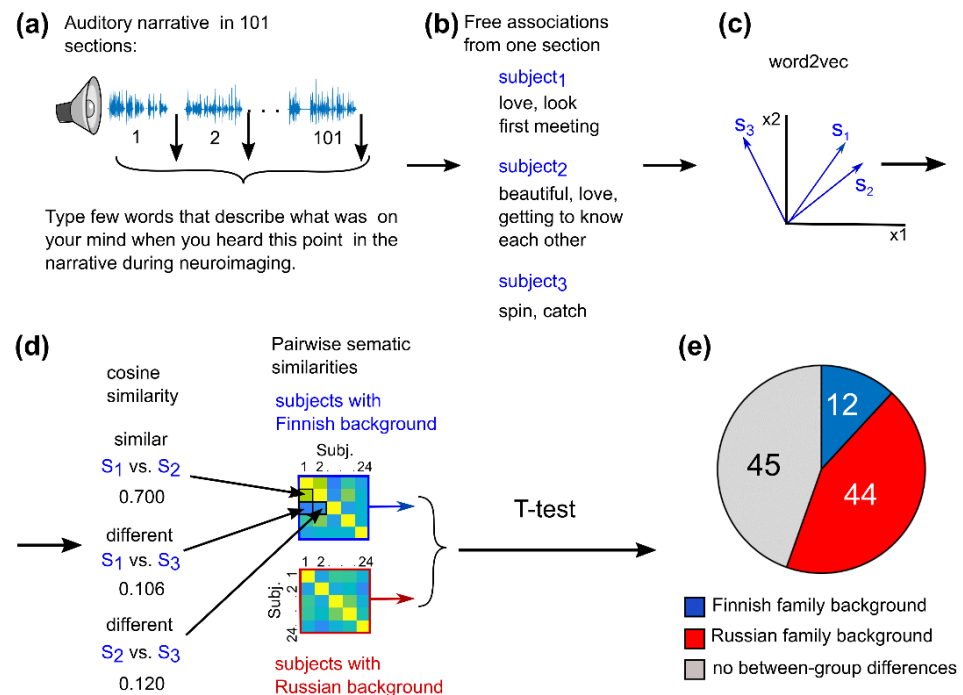 (a)
Auditory narrative in 101
sections:
1 2 . . . 101
Type few words that describe what was on
your mind when you heard this point in the
narrative during neuroimaging.
(b)
Free associations
from one section
subject1
love, look
first meeting
subject2
beautiful, love,
getting to know
each other
subject3
spin, catch
(c)
word2vec
x2
S3 S1
S2
x1
(d)
cosine
similarity
similar
S1 vs. S2
0.700
different
S1 vs. S3
0.106
different
S2 vs. S3
0.120
Pairwise sematic
similarities
subjects with
Finnish background
Subj.
1 2 . . . 24
1 2 . . . 24
Subj.
1
2
. . .
24
subjects with
Russian background
T-test
(e)
12
45
44
Finnish family background
Russian family background
no between-group differences